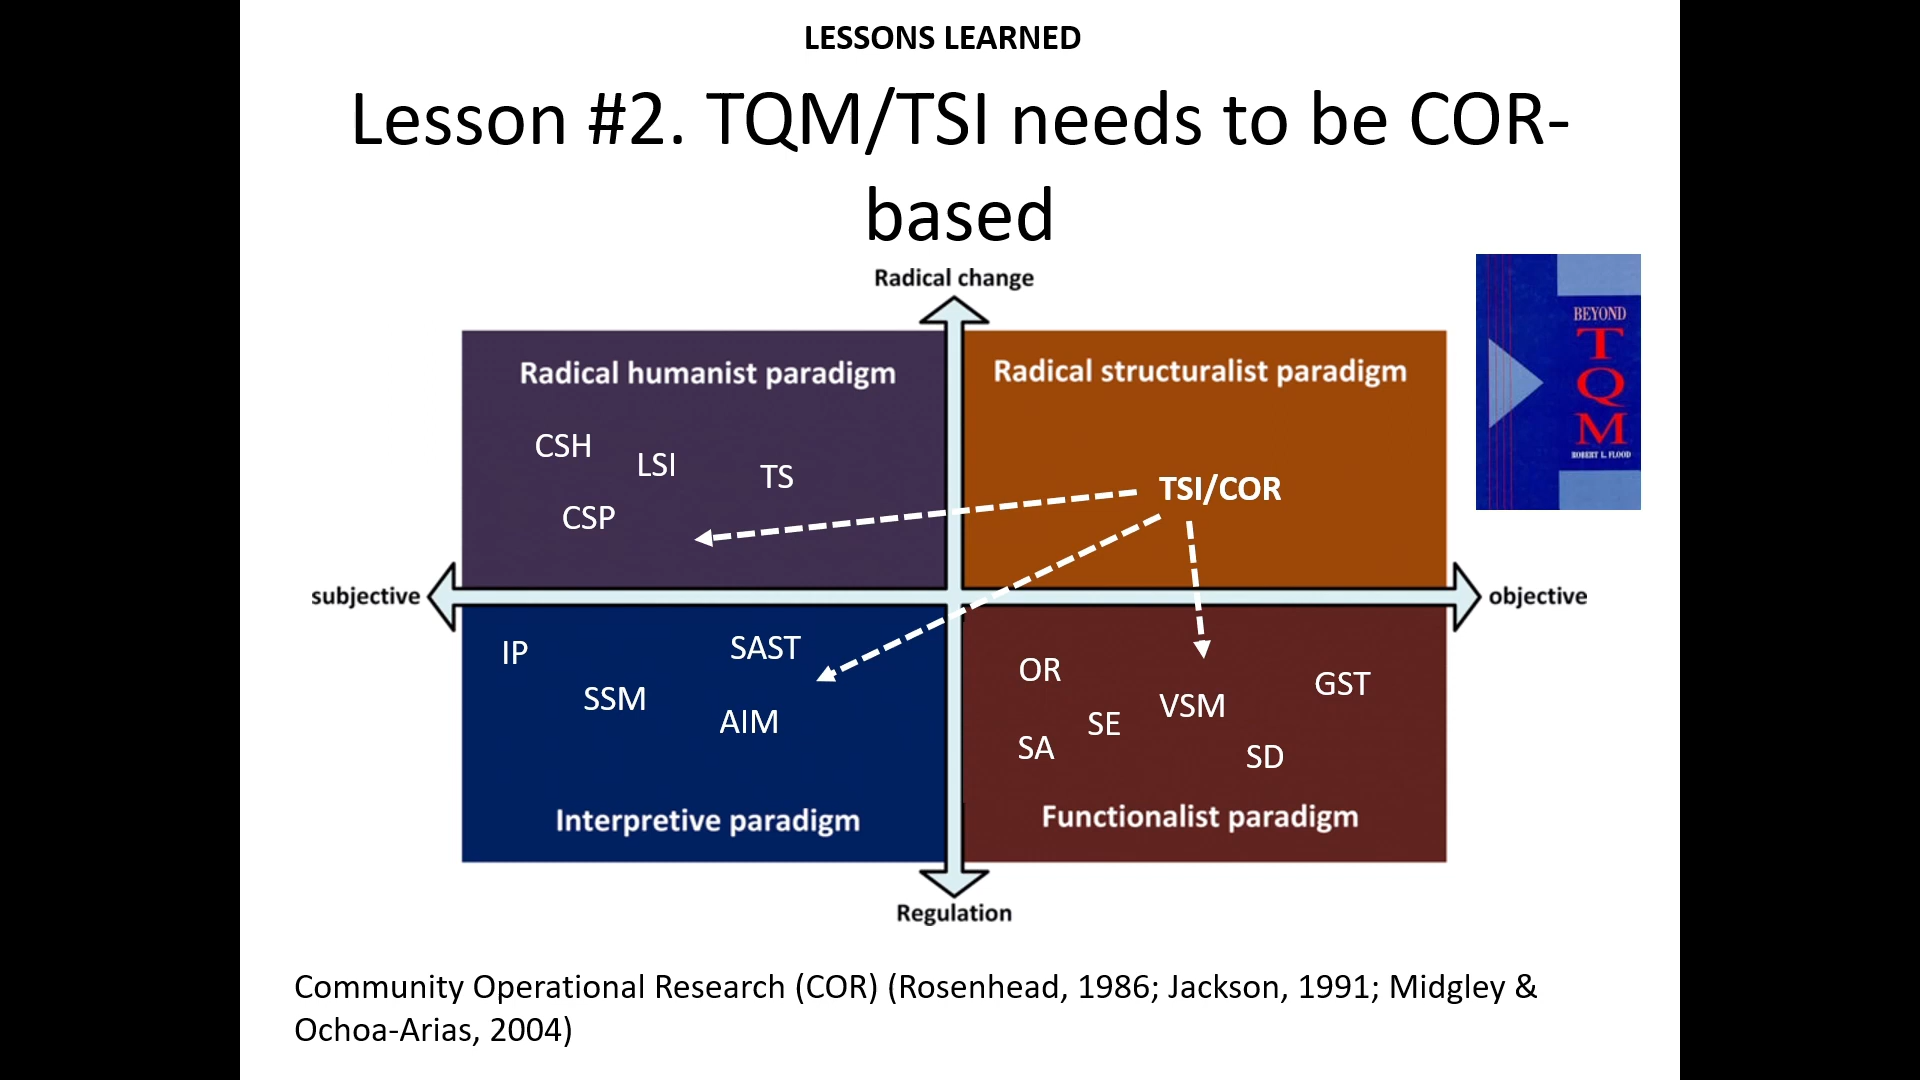 LESSONS LEARNED
Lesson #2. TQM/TSI needs to be COR-
based
Radical change
Radical humanist paradigm
Radical structuralist paradigm
BEYOND
T
Q
M
ROBERT L. FLOOD
CSH
LSI
TS
CSP
TSI/COR
subjective
objective
IP
SAST
SSM
AIM
OR
GST
VSM
SE
SA
SD
Interpretive paradigm
Functionalist paradigm
Regulation
Community Operational Research (COR) (Rosenhead, 1986; Jackson, 1991; Midgley &
Ochoa-Arias, 2004)